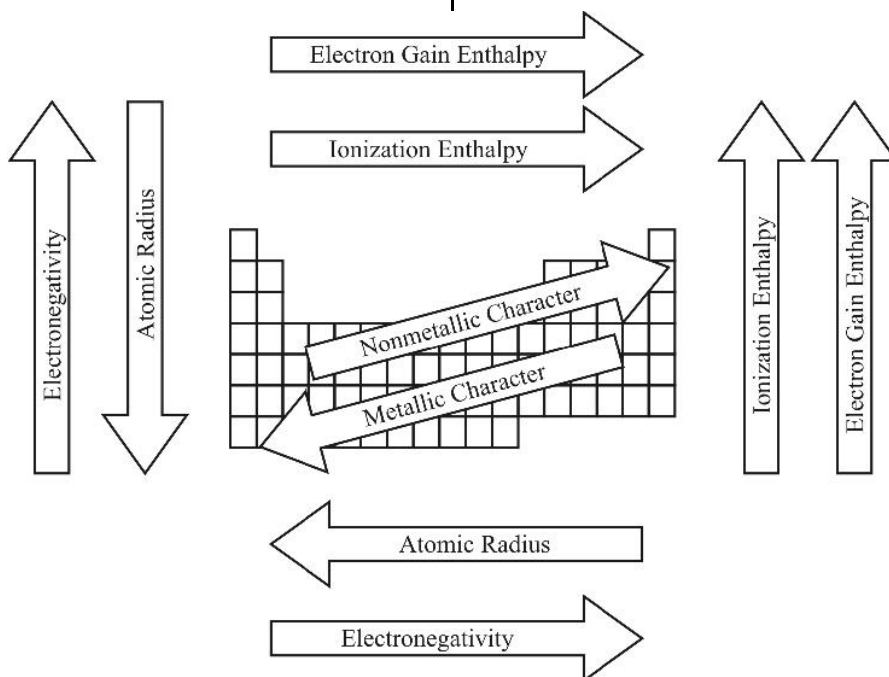 Electron Gain Enthalpy
Ionization Enthalpy
Electronegativity
Atomic Radius
Nonmetallic Character
Metallic Character
Ionization Enthalpy
Electron Gain Enthalpy
Atomic Radius
Electronegativity